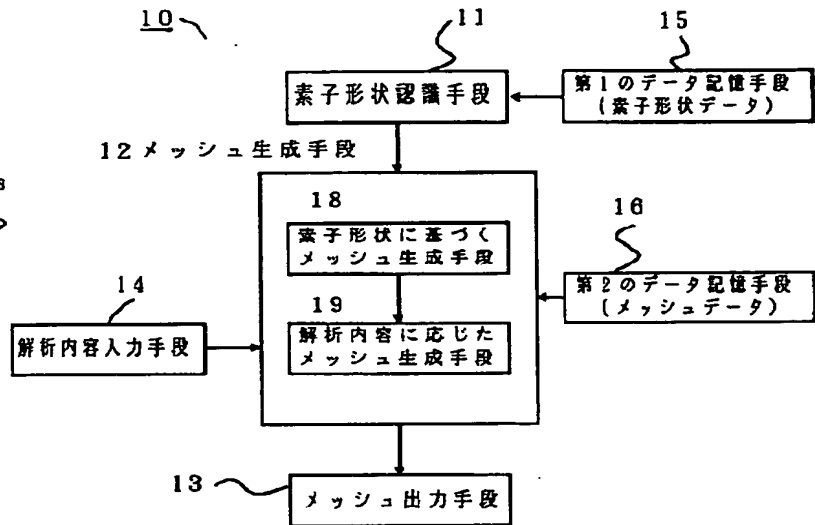 10
11
15
素子形状認識手段
第1のデータ記憶手段
(素子形状データ)
12メッシュ生成手段
18
素子形状に基づく
メッシュ生成手段
16
第2のデータ記憶手段
(メッシュデータ)
14
解析内容入力手段
19
解析内容に応じた
メッシュ生成手段
13
メッシュ出力手段